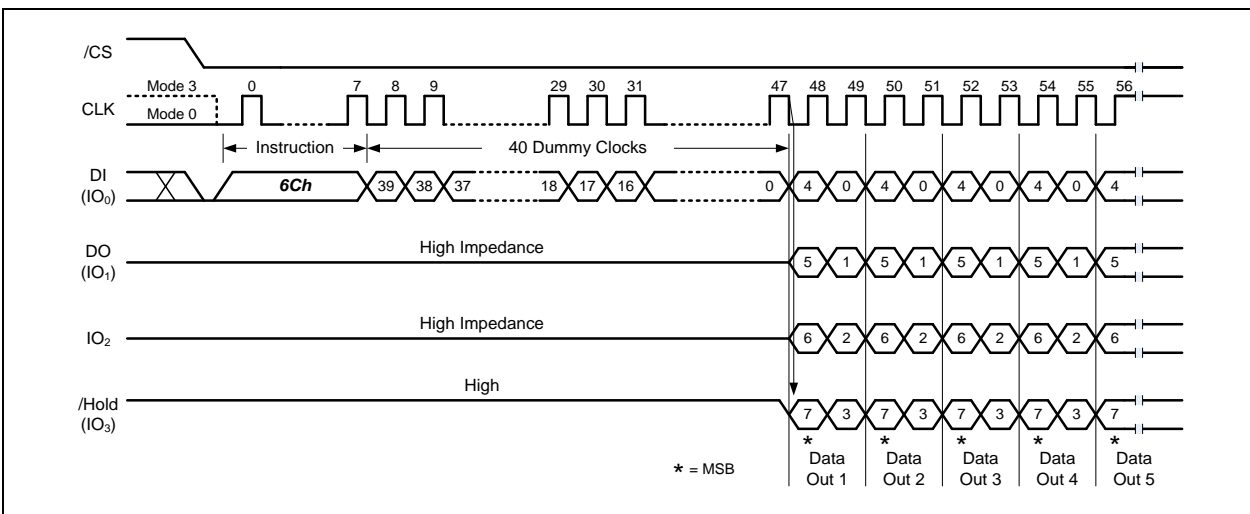 /CS
Mode 3 0 7 8 9 29 30 31 47 48 49 50 51 52 53 54 55 56
CLK
Mode 0
Instruction 40 Dummy Clocks
DI
(IO₀)
6Ch 39 38 37 18 17 16 0 4 0 4 0 4 0 4 0 4
DO
(IO₁)
High Impedance 5 1 5 1 5 1 5 1 5
IO₂
High Impedance 6 2 6 2 6 2 6 2 6
/Hold
(IO₃)
High 7 3 7 3 7 3 7 3 7
* * * * *
* = MSB
Data Data Data Data Data
Out 1 Out 2 Out 3 Out 4 Out 5